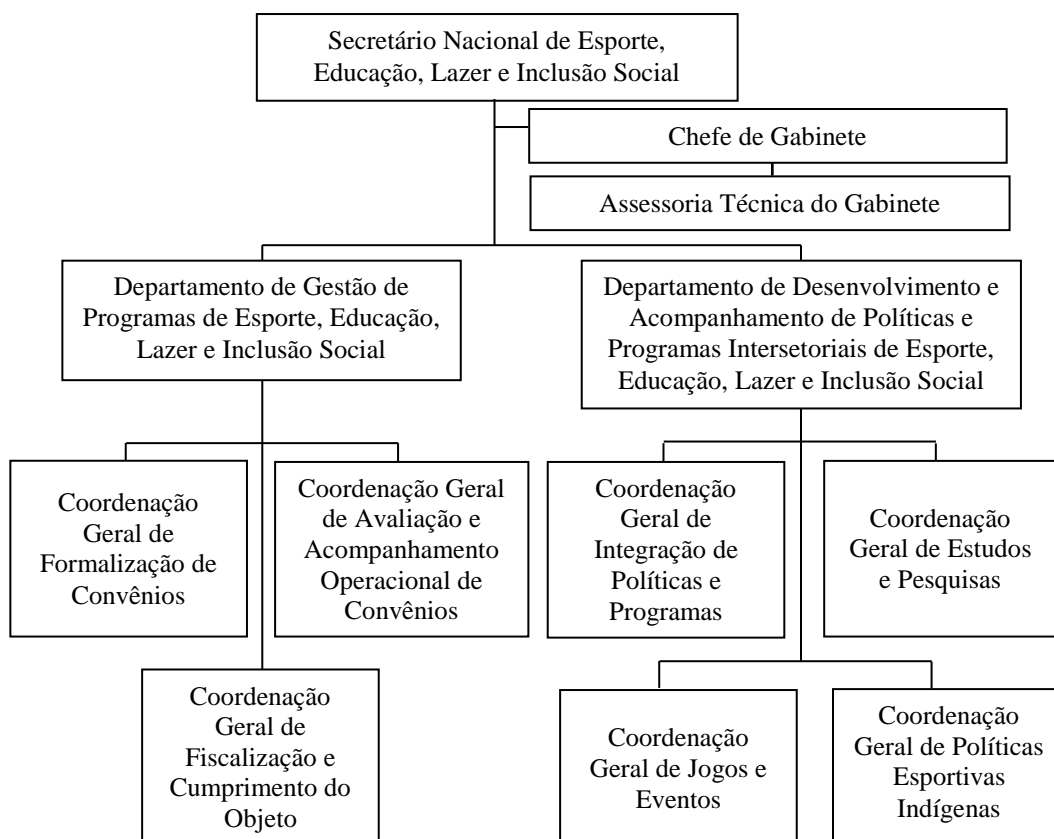 Secretário Nacional de Esporte,
Educação, Lazer e Inclusão Social
Chefe de Gabinete
Assessoria Técnica do Gabinete
Departamento de Gestão de
Programas de Esporte, Educação,
Lazer e Inclusão Social
Departamento de Desenvolvimento e
Acompanhamento de Políticas e
Programas Intersetoriais de Esporte,
Educação, Lazer e Inclusão Social
Coordenação
Geral de
Formalização de
Convênios
Coordenação Geral
de Avaliação e
Acompanhamento
Operacional de
Convênios
Coordenação
Geral de
Integração de
Políticas e
Programas
Coordenação
Geral de Estudos
e Pesquisas
Coordenação
Geral de
Fiscalização e
Cumprimento do
Objeto
Coordenação
Geral de Jogos e
Eventos
Coordenação
Geral de Políticas
Esportivas
Indígenas